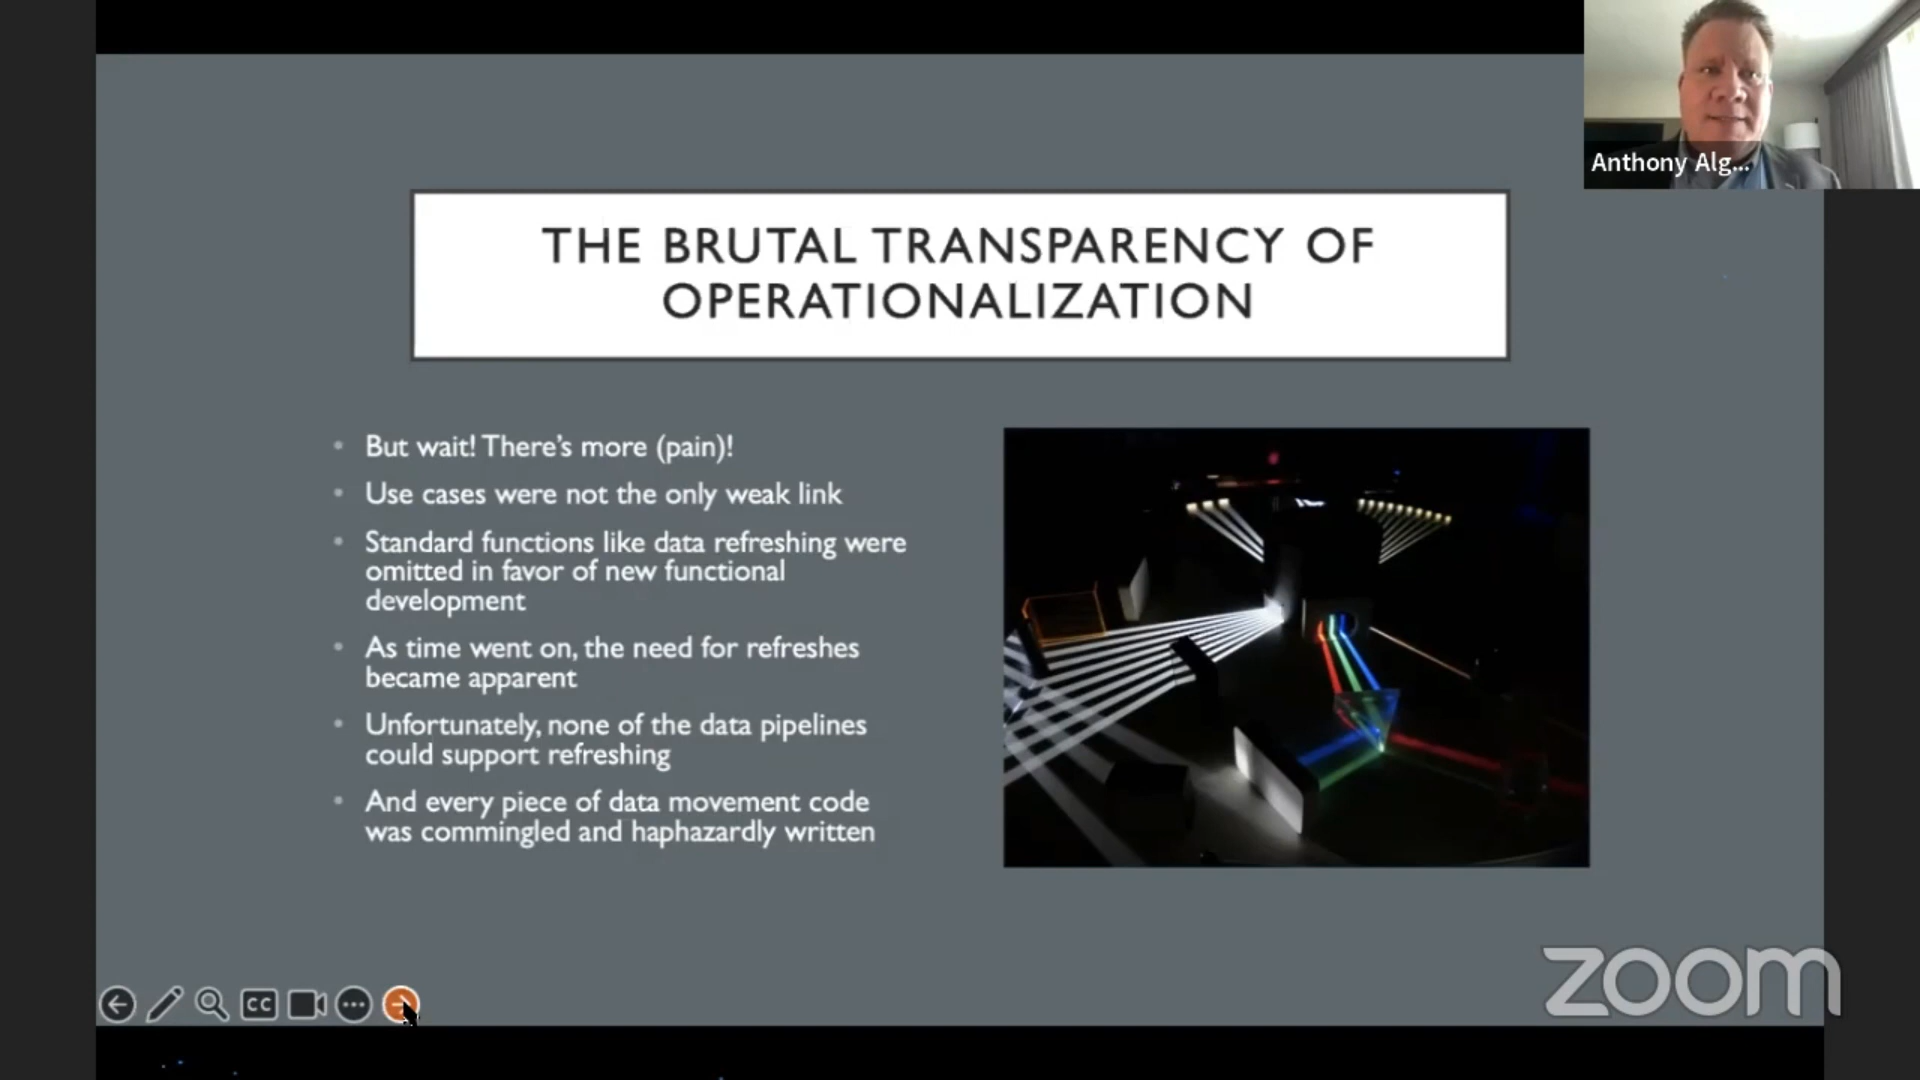 Anthony Alg...
THE BRUTAL TRANSPARENCY OF
OPERATIONALIZATION
• But wait! There's more (pain)!
• Use cases were not the only weak link
• Standard functions like data refreshing were
omitted in favor of new functional
development
• As time went on, the need for refreshes
became apparent
• Unfortunately, none of the data pipelines
could support refreshing
• And every piece of data movement code
was commingled and haphazardly written
CC
zoom